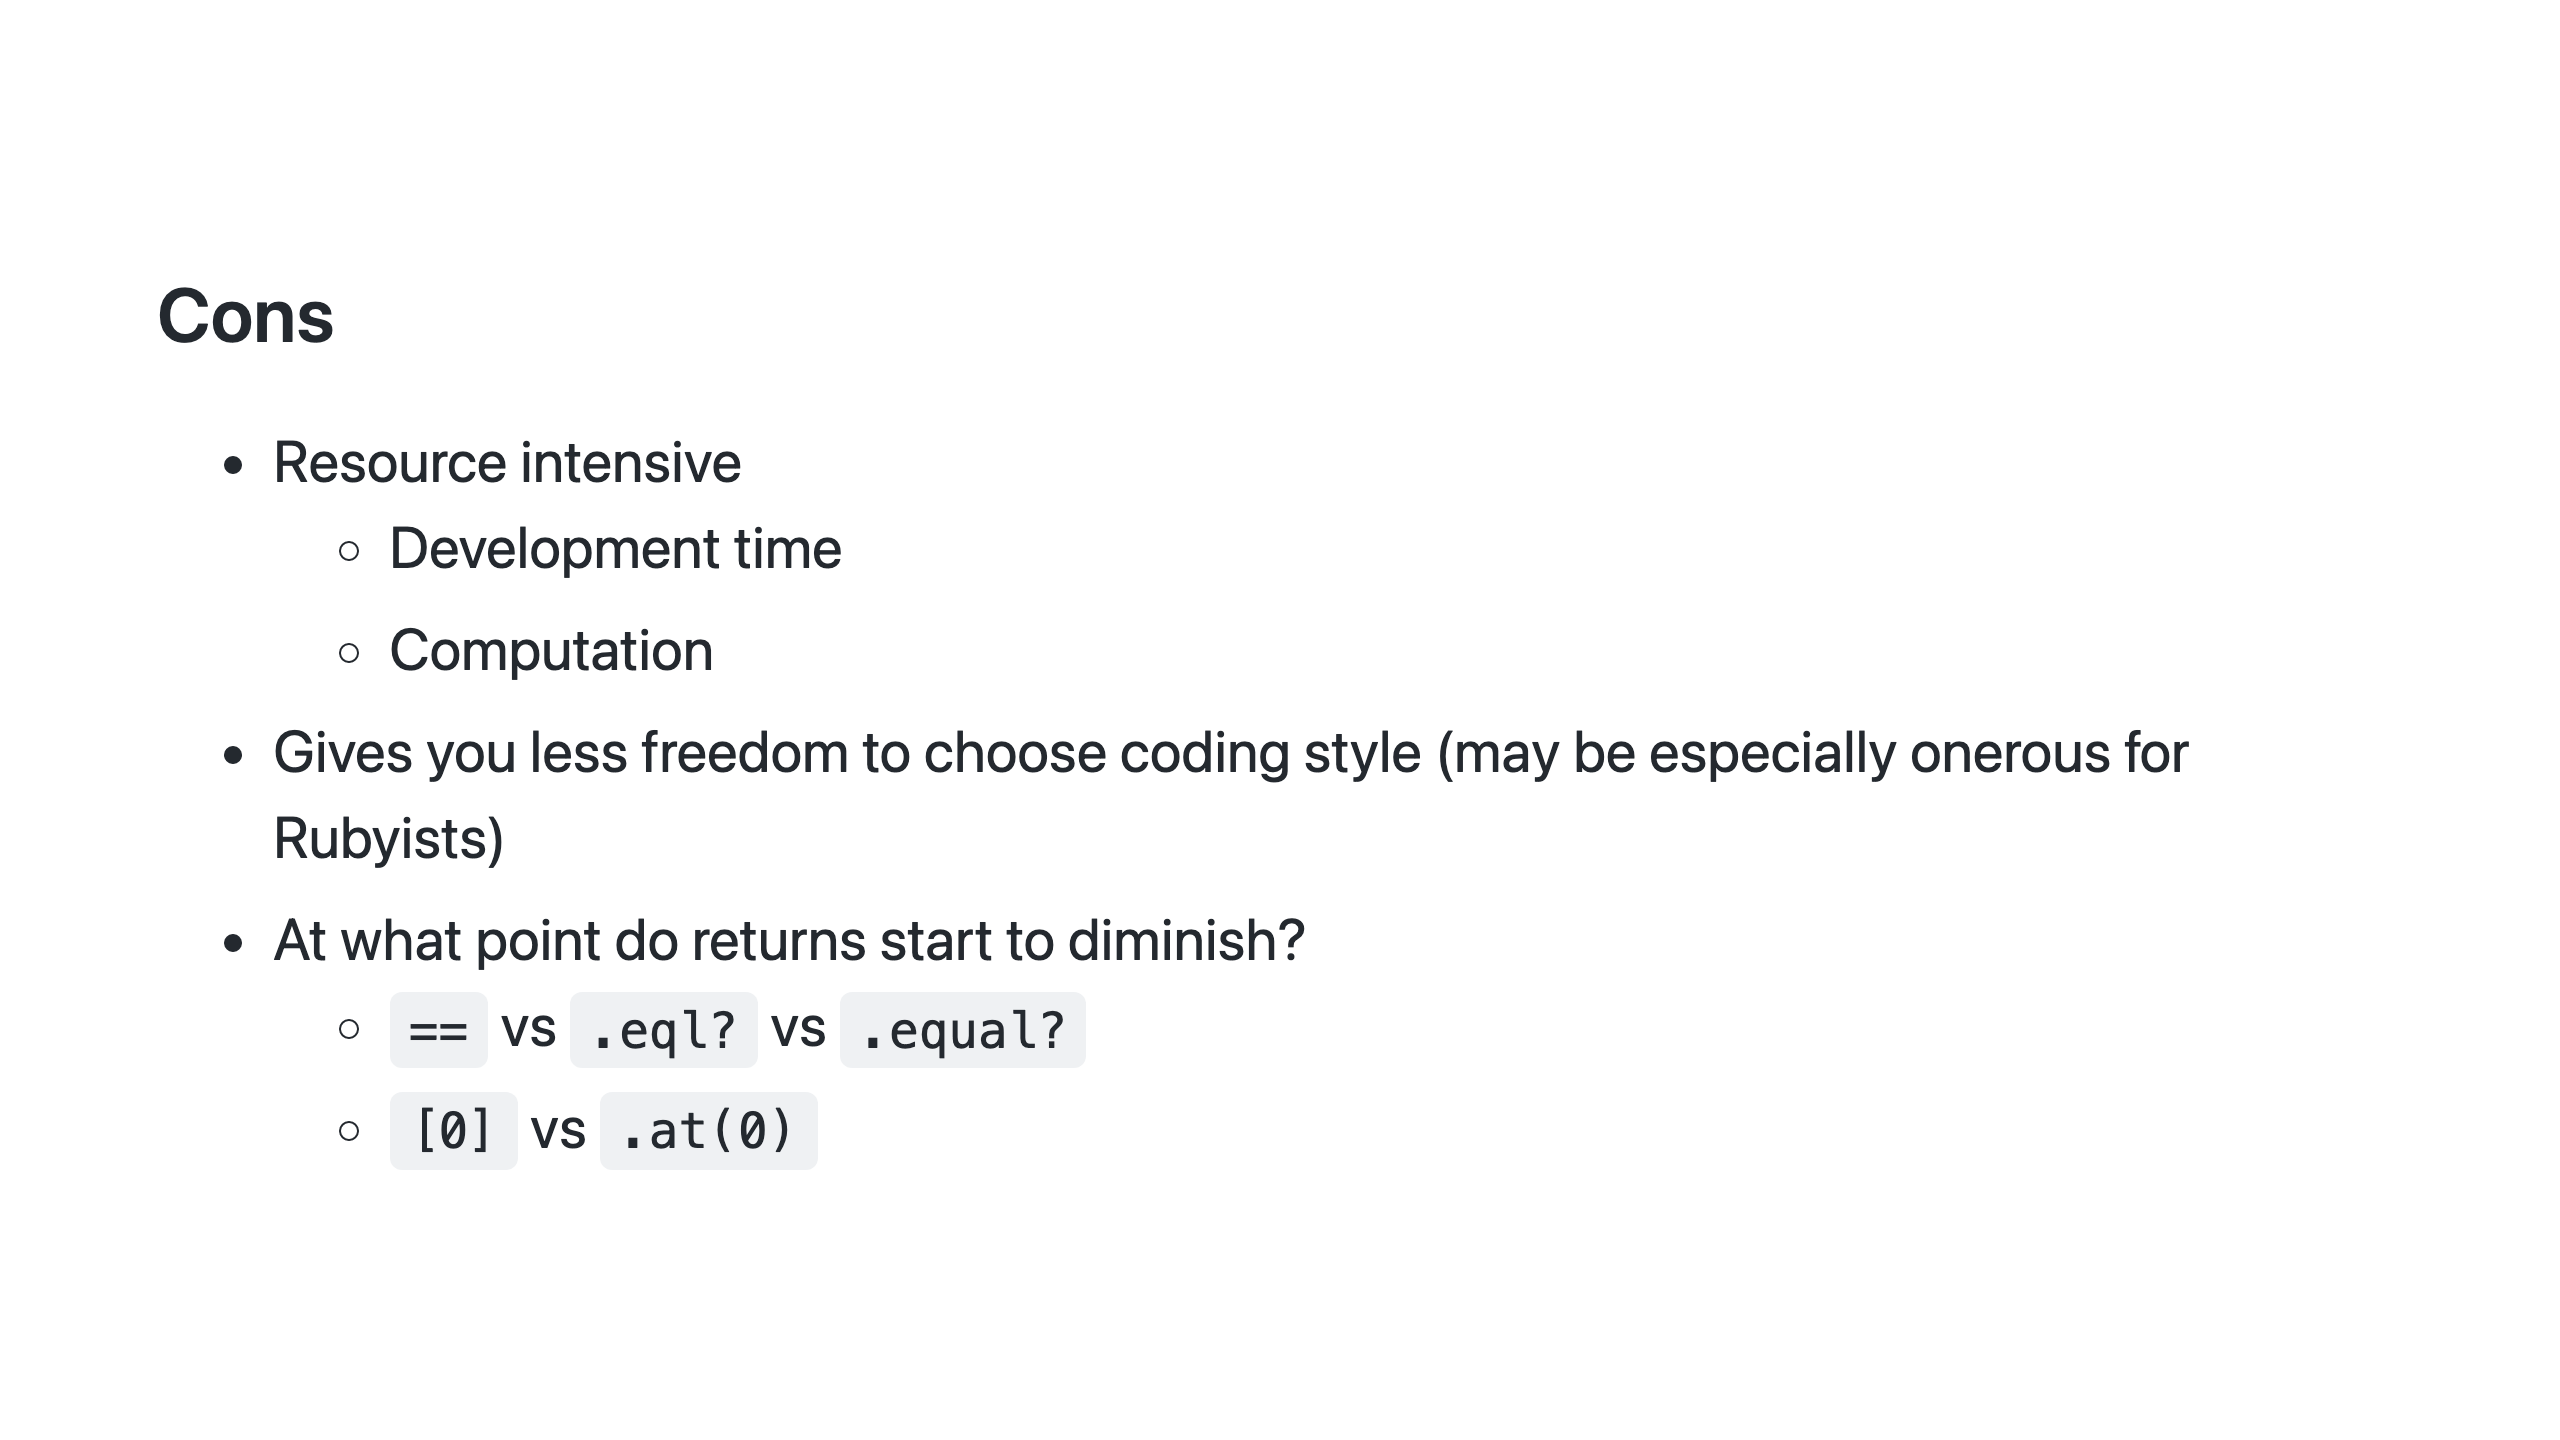 Cons
Resource intensive
Development time
Computation
Gives you less freedom to choose coding style (may be especially onerous for
Rubyists)
At what point do returns start to diminish?
== vs .eql? vs .equal?
[0] vs .at(0)